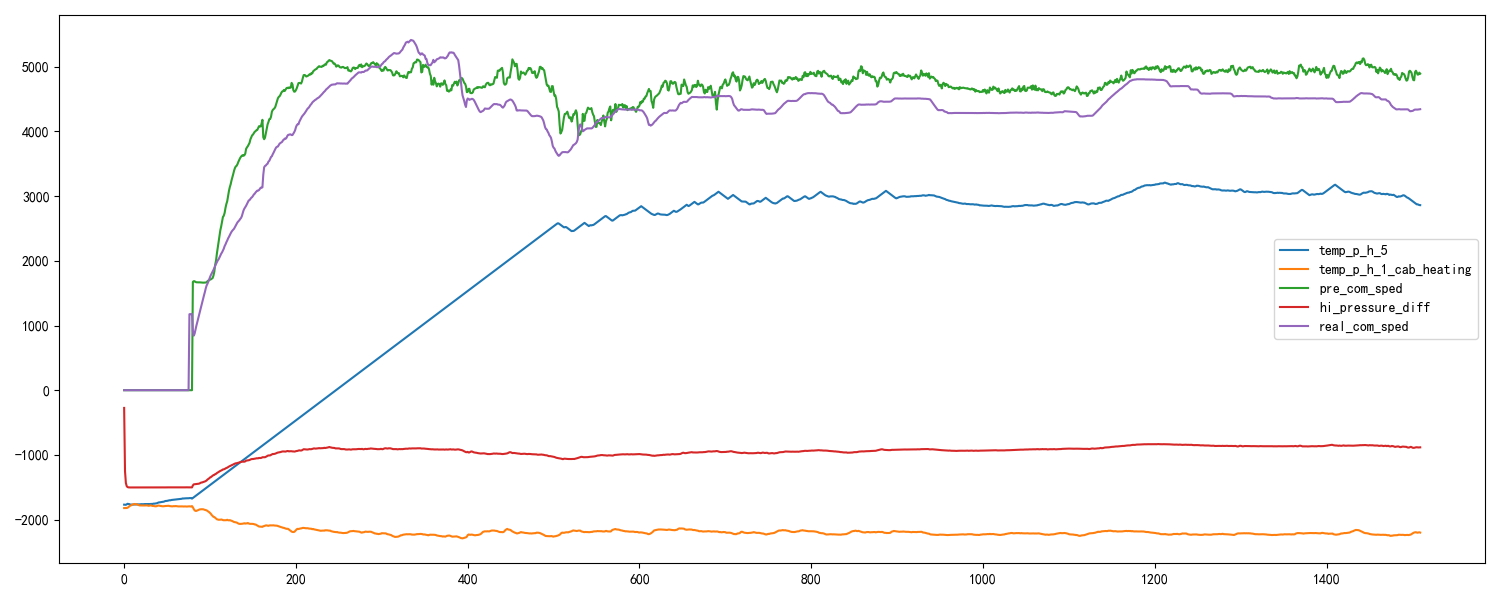 5000
4000
3000
2000
1000
0
−1000
−2000
0 200 400 600 800 1000 1200 1400
temp_p_h_5
temp_p_h_1_cab_heating
pre_com_sped
hi_pressure_diff
real_com_sped